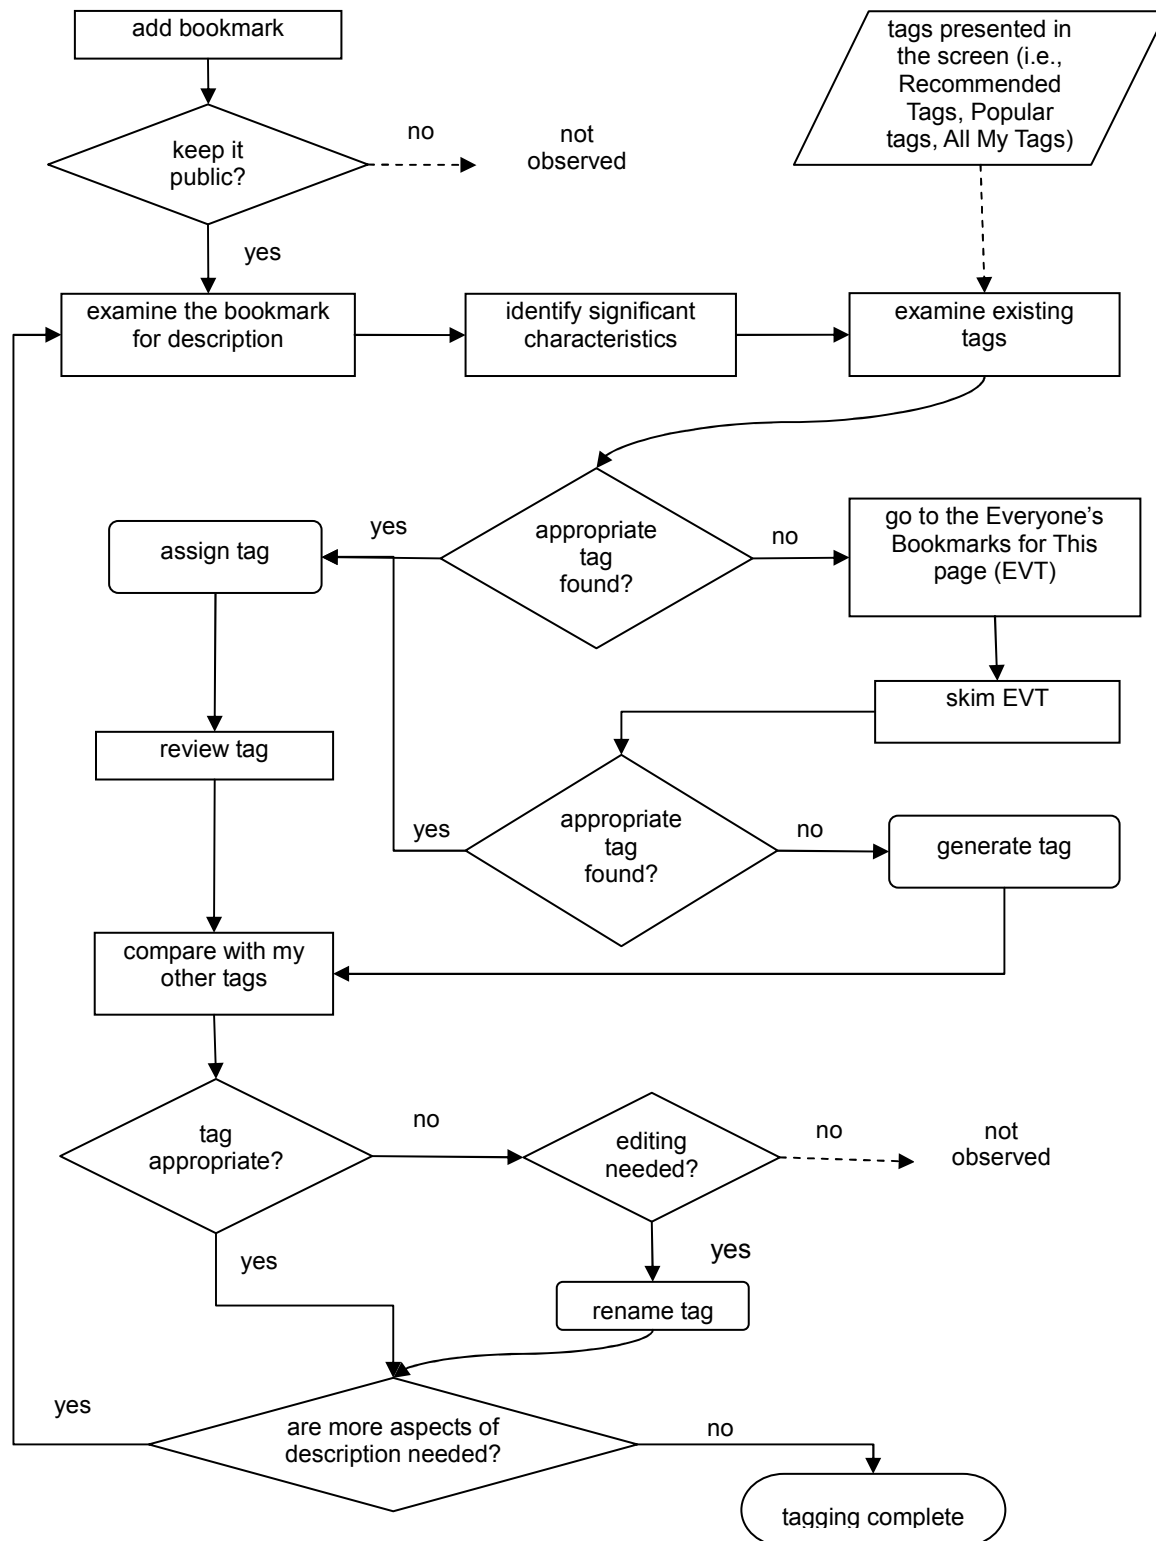 add bookmark
tags presented in
the screen (i.e.,
Recommended
Tags, Popular
tags, All My Tags)
keep it
public?
no
not
observed
yes
examine the bookmark
for description
identify significant
characteristics
examine existing
tags
appropriate
tag
found?
yes
no
assign tag
go to the Everyone’s
Bookmarks for This
page (EVT)
skim EVT
review tag
appropriate
tag
found?
yes
no
generate tag
compare with my
other tags
tag
appropriate?
no
editing
needed?
no
not
observed
yes
yes
rename tag
yes
are more aspects of
description needed?
no
tagging complete